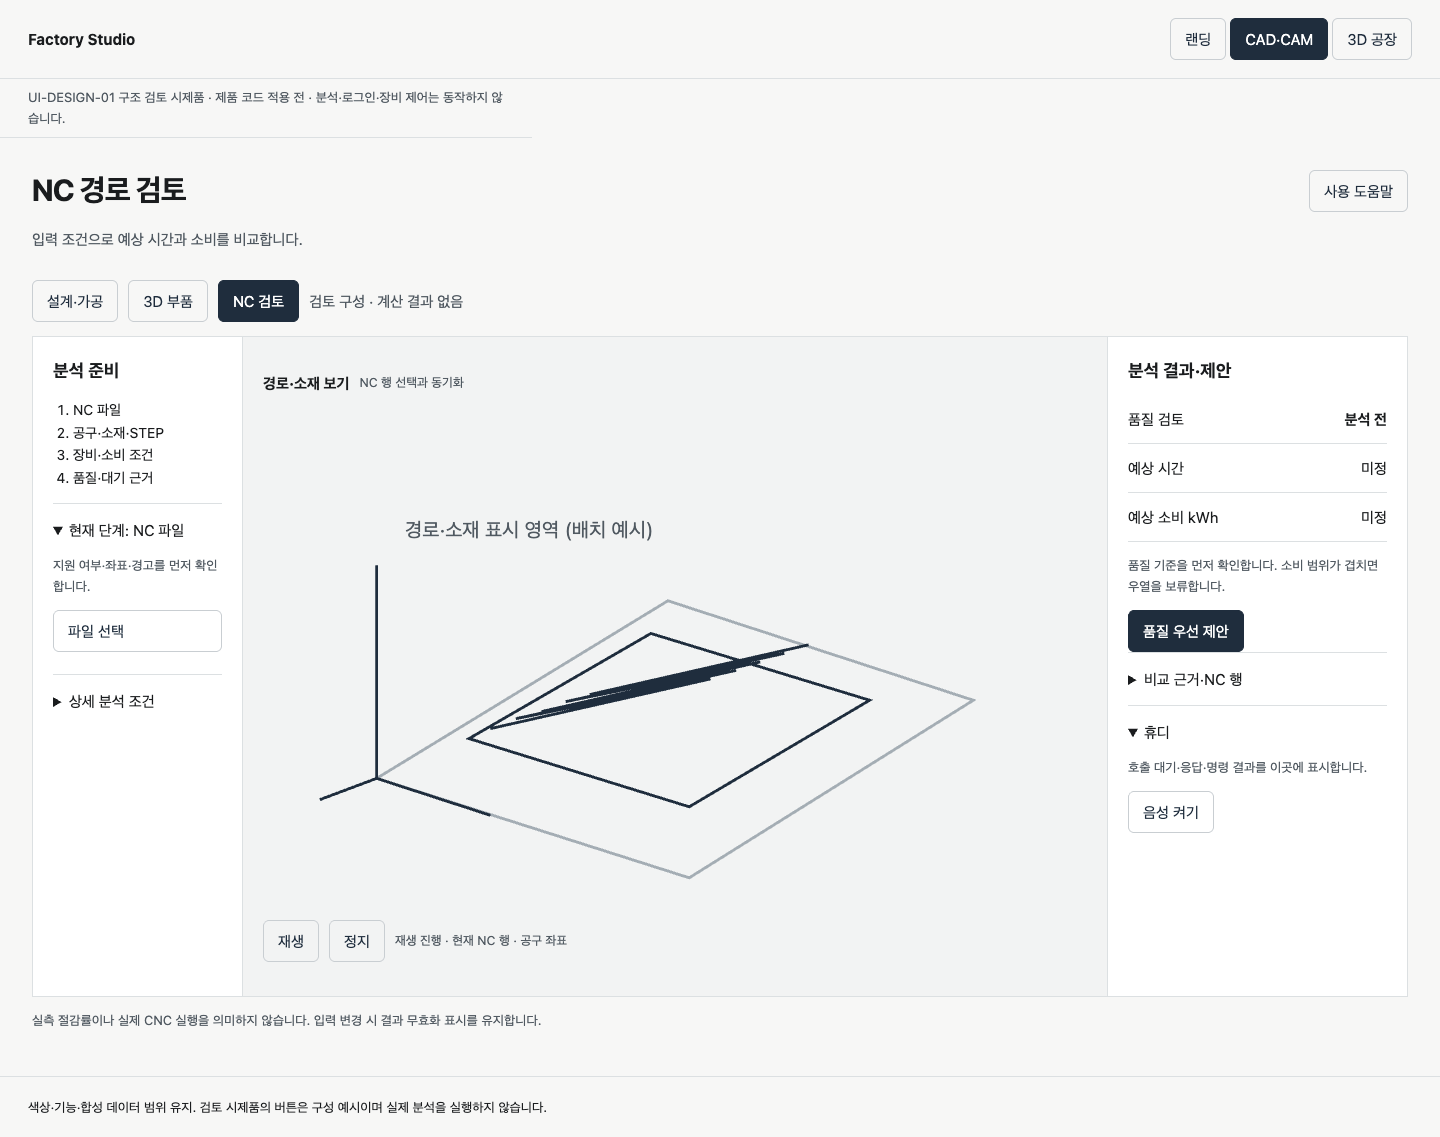 Factory Studio
랜딩
CAD·CAM
3D 공장
UI-DESIGN-01 구조 검토 시제품 · 제품 코드 적용 전 · 분석·로그인·장비 제어는 동작하지 않
습니다.
NC 경로 검토
사용 도움말
입력 조건으로 예상 시간과 소비를 비교합니다.
설계·가공
3D 부품
NC 검토
검토 구성 · 계산 결과 없음
분석 준비
1. NC 파일
2. 공구·소재·STEP
3. 장비·소비 조건
4. 품질·대기 근거
▼ 현재 단계: NC 파일
지원 여부·좌표·경고를 먼저 확인
합니다.
파일 선택
▶ 상세 분석 조건
경로·소재 보기 NC 행 선택과 동기화
경로·소재 표시 영역 (배치 예시)
재생
정지
재생 진행 · 현재 NC 행 · 공구 좌표
분석 결과·제안
품질 검토 분석 전
예상 시간 미정
예상 소비 kWh 미정
품질 기준을 먼저 확인합니다. 소비 범위가 겹치면
우열을 보류합니다.
품질 우선 제안
▶ 비교 근거·NC 행
▼ 휴디
호출 대기·응답·명령 결과를 이곳에 표시합니다.
음성 켜기
실측 절감률이나 실제 CNC 실행을 의미하지 않습니다. 입력 변경 시 결과 무효화 표시를 유지합니다.
색상·기능·합성 데이터 범위 유지. 검토 시제품의 버튼은 구성 예시이며 실제 분석을 실행하지 않습니다.